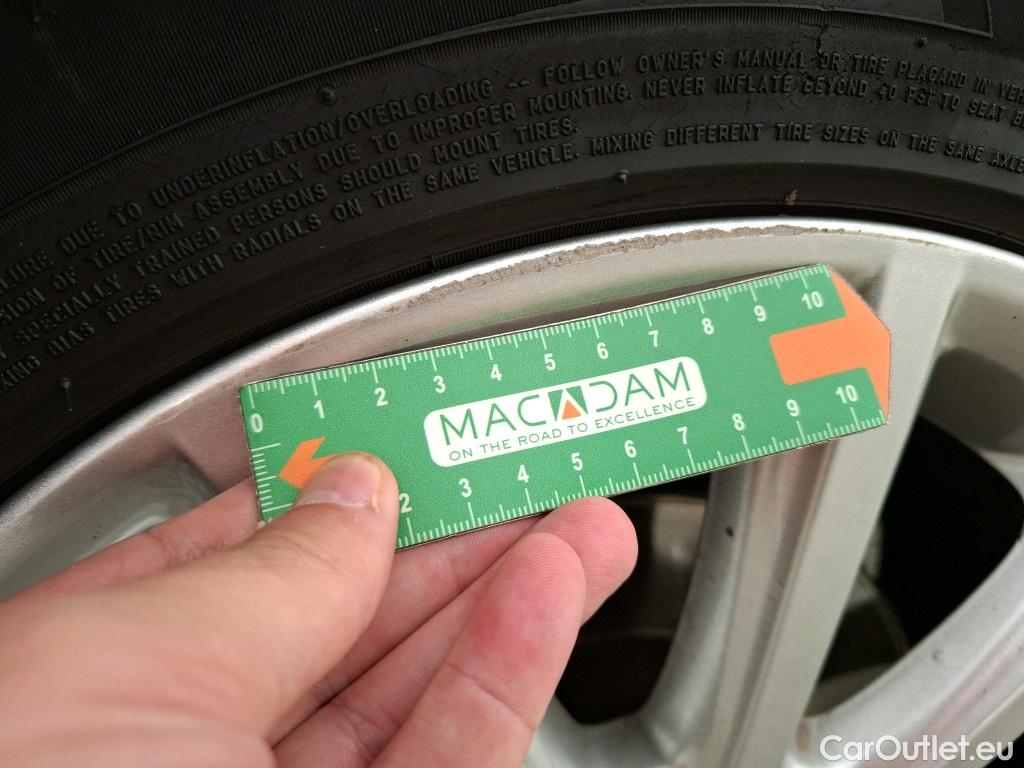 DUE TO UNDERINFLATION/OVERLOADING -- FOLLOW OWNER'S MANUAL OR TIRE PLACARD IN
OF TIRE/RIM ASSEMBLY DUE TO IMPROPER MOUNTING. NEVER INFLATE BEYOND 40 PSI TO SEAT
SPECIALLY TRAINED PERSONS SHOULD MOUNT TIRES.
BIAS TIRES WITH RADIALS ON THE SAME VEHICLE. MIXING DIFFERENT TIRE SIZES ON THE SAME AXLE
0 1 2 3 4 5 6 7 8 9 10
MACADAM
ON THE ROAD TO EXCELLENCE
2 3 4 5 6 7 8 9 10
CarOutlet.eu